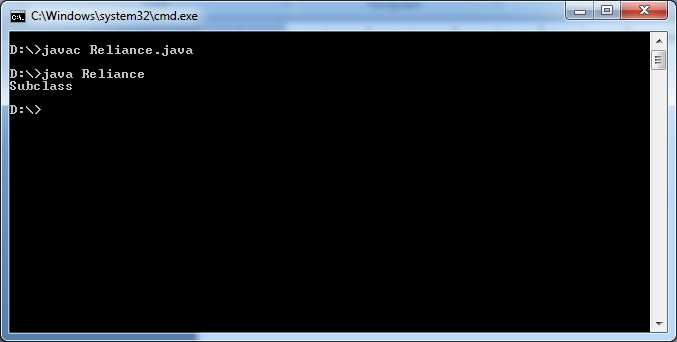 C:\Windows\system32\cmd.exe
D:\>javac Reliance.java
D:\>java Reliance
Subclass
D:\>